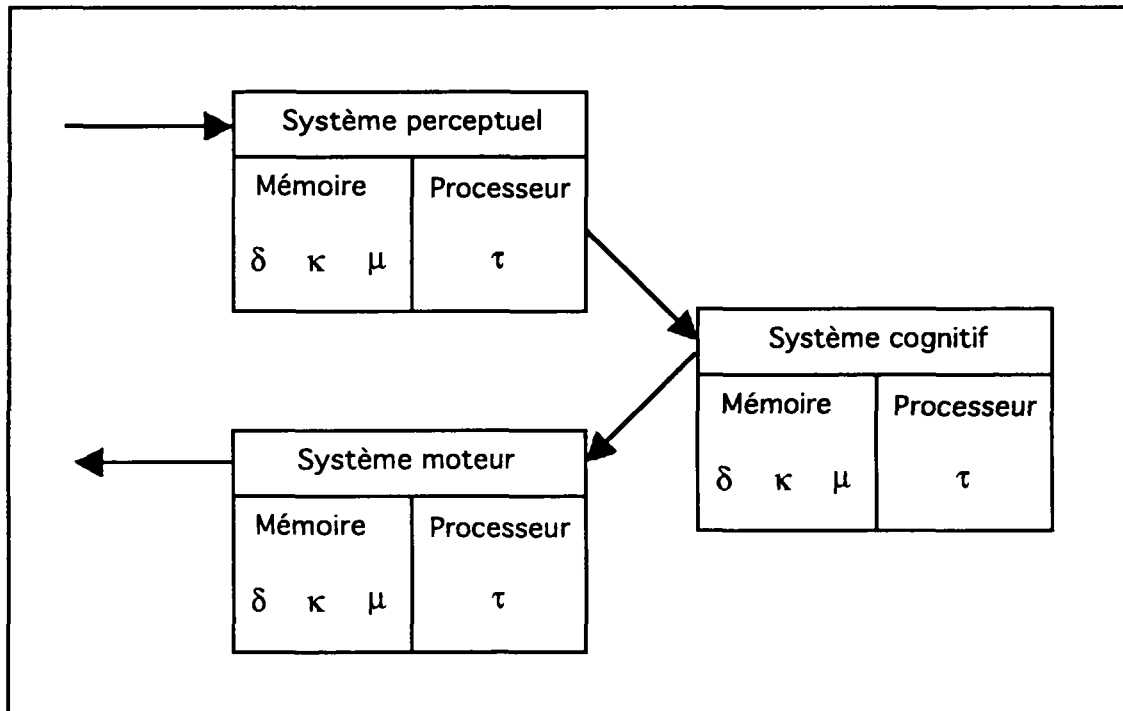 Système perceptuel
Mémoire Processeur
δ κ μ τ
Système cognitif
Mémoire Processeur
δ κ μ τ
Système moteur
Mémoire Processeur
δ κ μ τ